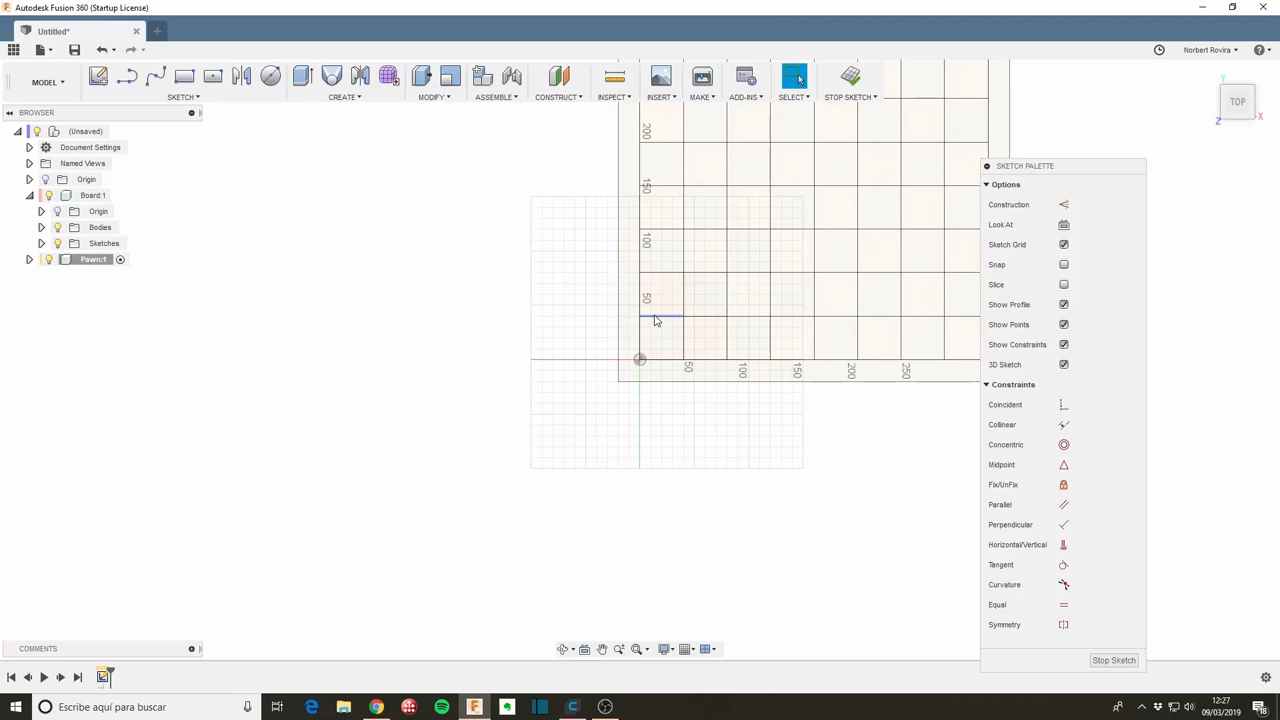 Autodesk Fusion 360 (Startup License)
Untitled*
Norbert Rovira
MODEL
SKETCH
CREATE
MODIFY
ASSEMBLE
CONSTRUCT
INSPECT
INSERT
MAKE
ADD-INS
SELECT
STOP SKETCH
BROWSER
(Unsaved)
Document Settings
Named Views
Origin
Board:1
Origin
Bodies
Sketches
Pawn:1
TOP
Y
X
Z
200
150
100
50
50
100
150
200
250
SKETCH PALETTE
Options
Construction
Look At
Sketch Grid
Snap
Slice
Show Profile
Show Points
Show Constraints
3D Sketch
Constraints
Coincident
Collinear
Concentric
Midpoint
Fix/UnFix
Parallel
Perpendicular
Horizontal/Vertical
Tangent
Curvature
Equal
Symmetry
Stop Sketch
COMMENTS
Escribe aquí para buscar
12:27
09/03/2019
18